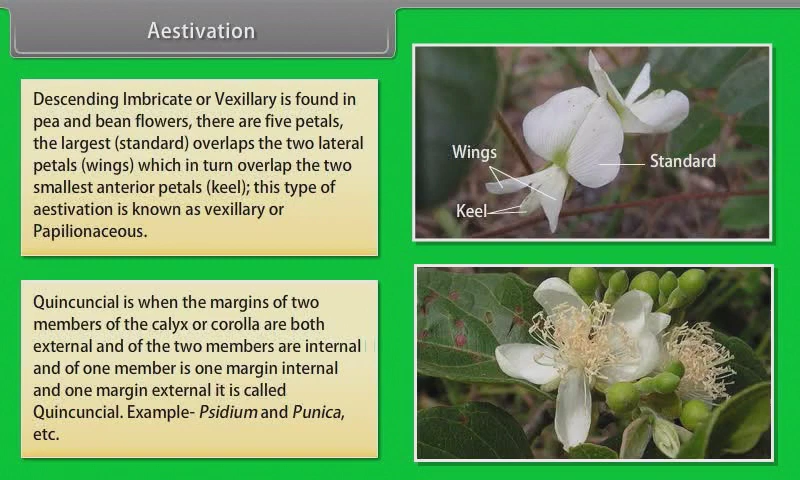 Aestivation
Descending Imbricate or Vexillary is found in
pea and bean flowers, there are five petals,
the largest (standard) overlaps the two lateral
petals (wings) which in turn overlap the two
smallest anterior petals (keel); this type of
aestivation is known as vexillary or
Papilionaceous.
Wings
Standard
Keel
Quincuncial is when the margins of two
members of the calyx or corolla are both
external and of the two members are internal
and of one member is one margin internal
and one margin external it is called
Quincuncial. Example- Psidium and Punica,
etc.